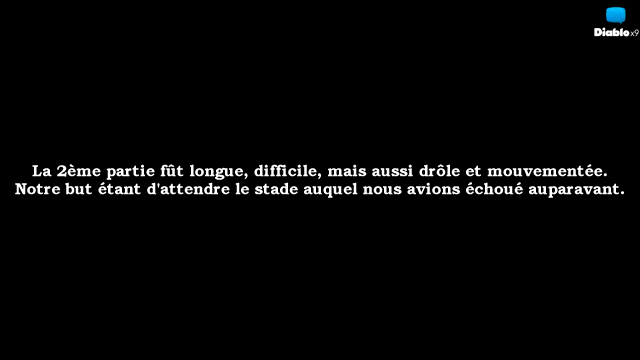 Diablox9
La 2ème partie fût longue, difficile, mais aussi drôle et mouvementée.
Notre but étant d'attendre le stade auquel nous avions échoué auparavant.